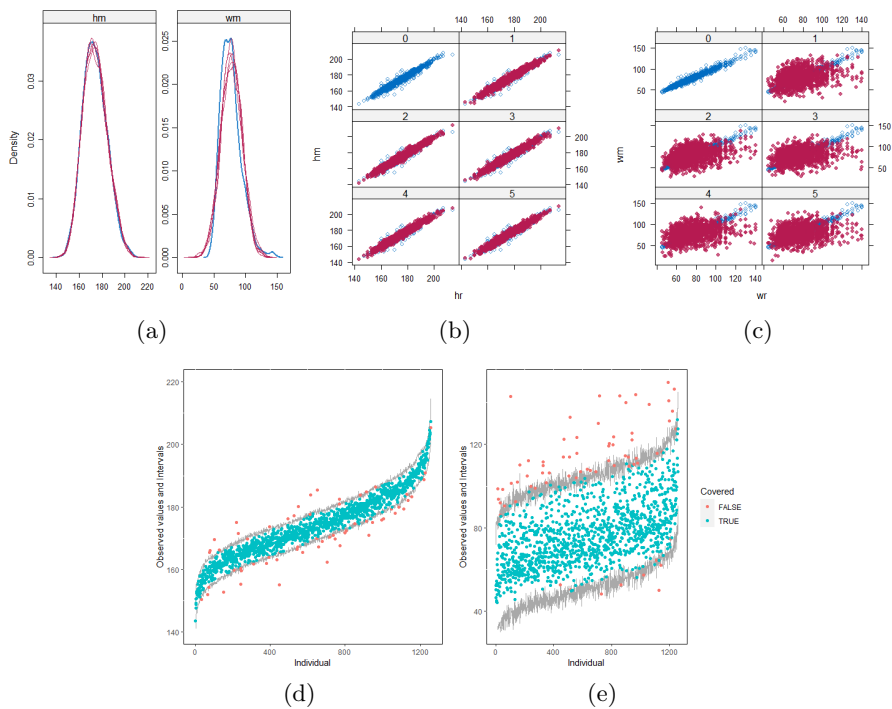 hm
wm
Density
0.00
0.01
0.02
0.03
140
160
180
200
220
0.000
0.005
0.010
0.015
0.020
0.025
0
50
100
150
(a)
140 160 180 200
0
1
2
3
4
5
200
180
160
140
200
180
160
140
200
180
160
140
hm
140 160 180 200
hr
(b)
40 60 80 100 120 140
0
1
2
3
4
5
150
100
50
150
100
50
150
100
50
wm
40 60 80 100 120 140
wr
(c)
Observed values and Intervals
220
200
180
160
140
0
400
800
1200
Individual
(d)
Observed values and Intervals
120
80
40
0
400
800
1200
Individual
(e)
Covered
FALSE
TRUE